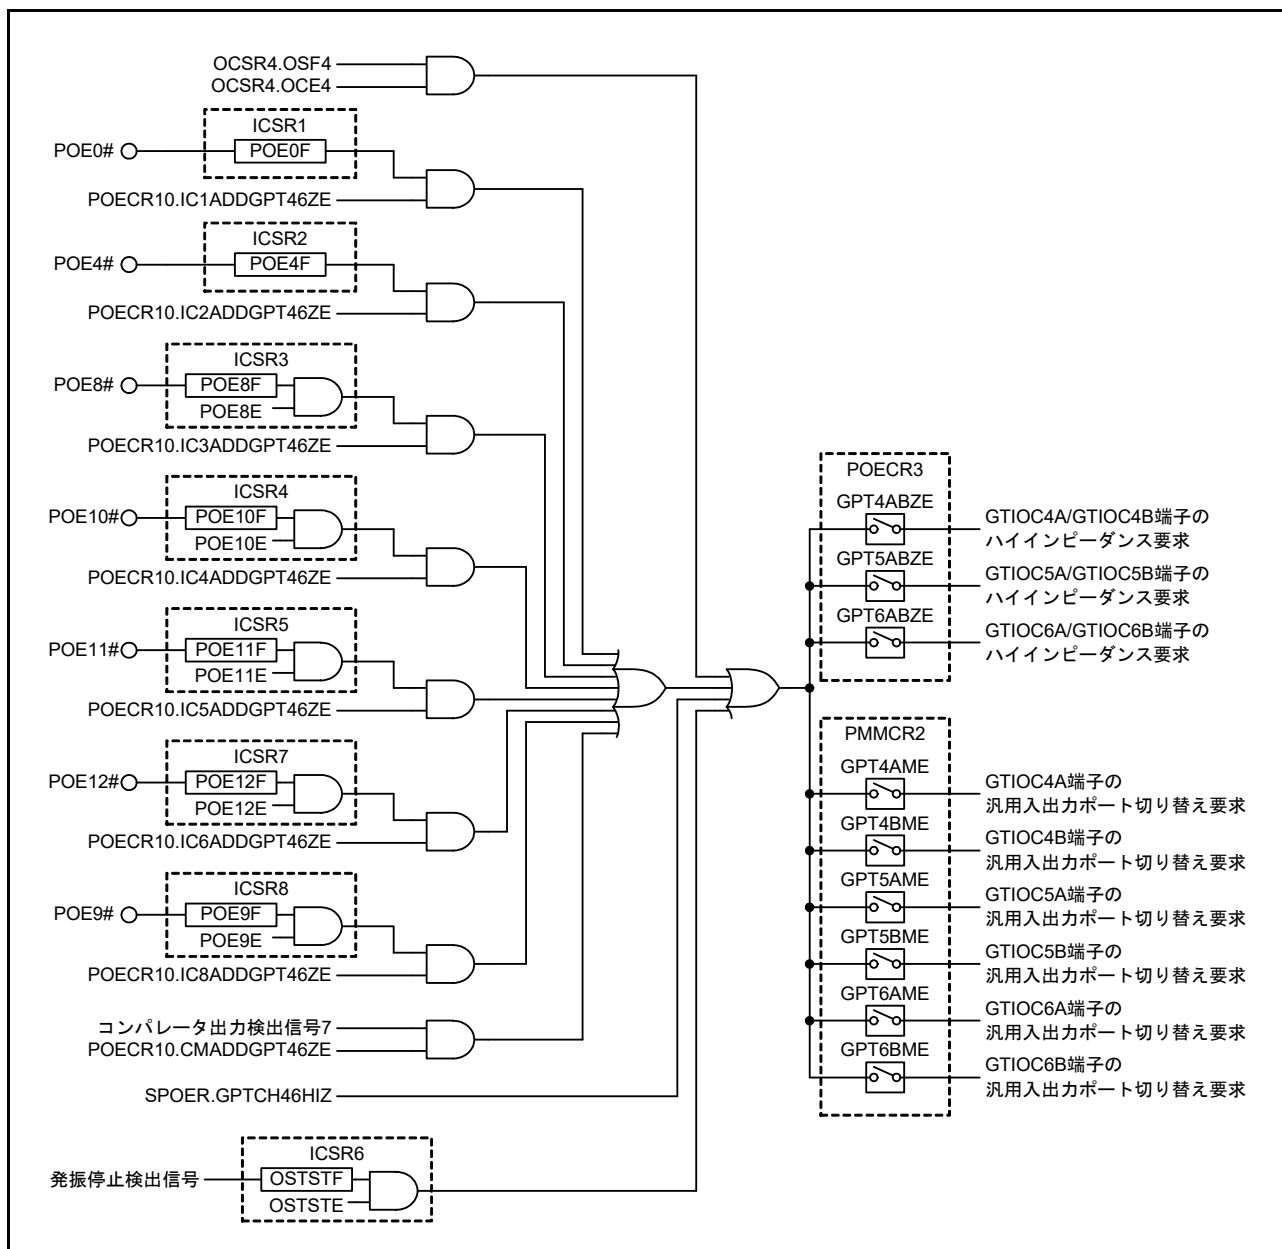 OCSR4.OSF4
OCSR4.OCE4
ICSR1
POE0#
POE0F
POECR10.IC1ADDGPT46ZE
ICSR2
POE4#
POE4F
POECR10.IC2ADDGPT46ZE
ICSR3
POE8#
POE8F
POE8E
POECR10.IC3ADDGPT46ZE
ICSR4
POE10#
POE10F
POE10E
POECR10.IC4ADDGPT46ZE
ICSR5
POE11#
POE11F
POE11E
POECR10.IC5ADDGPT46ZE
ICSR7
POE12#
POE12F
POE12E
POECR10.IC6ADDGPT46ZE
ICSR8
POE9#
POE9F
POE9E
POECR10.IC8ADDGPT46ZE
コンパレータ出力検出信号7
POECR10.CMADDGPT46ZE
SPOER.GPTCH46HIZ
ICSR6
発振停止検出信号
OSTSTF
OSTSTE
POECR3
GPT4ABZE
GTIOC4A/GTIOC4B端子の
ハイインピーダンス要求
GPT5ABZE
GTIOC5A/GTIOC5B端子の
ハイインピーダンス要求
GPT6ABZE
GTIOC6A/GTIOC6B端子の
ハイインピーダンス要求
PMMCR2
GPT4AME
GTIOC4A端子の
汎用入出力ポート切り替え要求
GPT4BME
GTIOC4B端子の
汎用入出力ポート切り替え要求
GPT5AME
GTIOC5A端子の
汎用入出力ポート切り替え要求
GPT5BME
GTIOC5B端子の
汎用入出力ポート切り替え要求
GPT6AME
GTIOC6A端子の
汎用入出力ポート切り替え要求
GPT6BME
GTIOC6B端子の
汎用入出力ポート切り替え要求